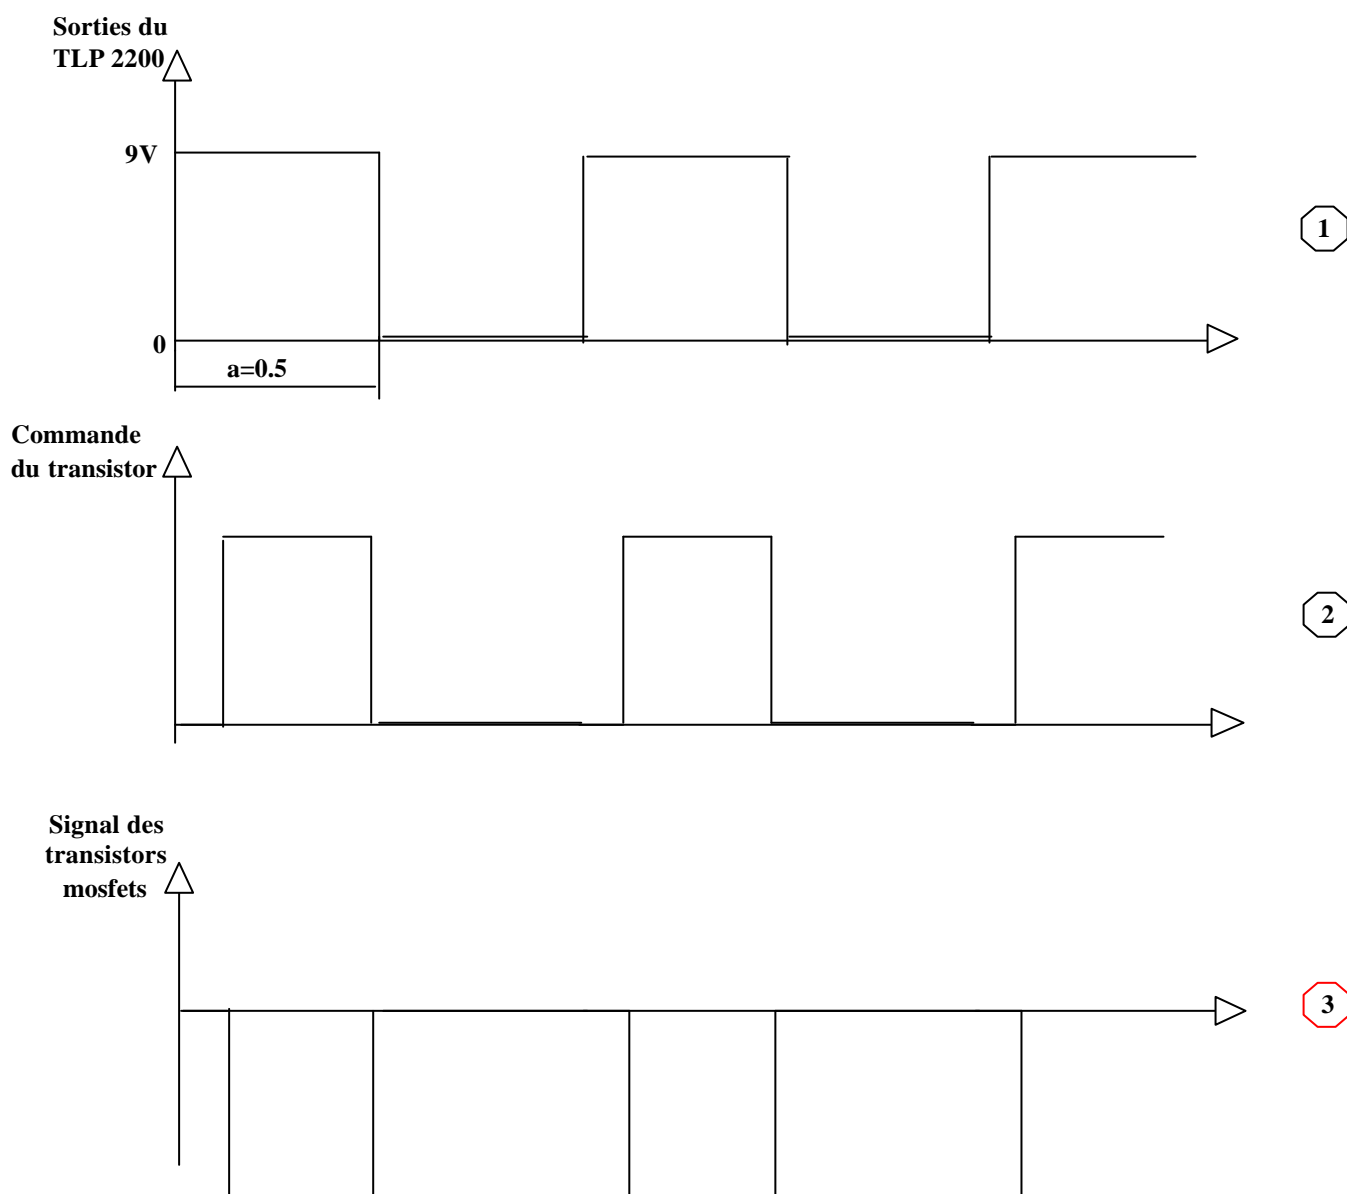 Sorties du
TLP 2200
9V
1
0
a=0.5
Commande
du transistor
2
Signal des
transistors
mosfets
3